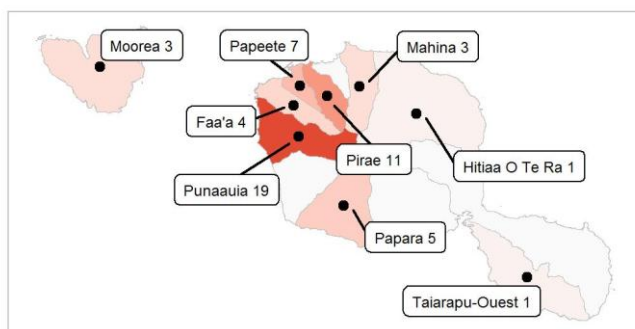 Moorea 3
Papeete 7
Mahina 3
Faa'a 4
Pirae 11
Hitiaa O Te Ra 1
Punaauia 19
Papara 5
Taiarapu-Ouest 1